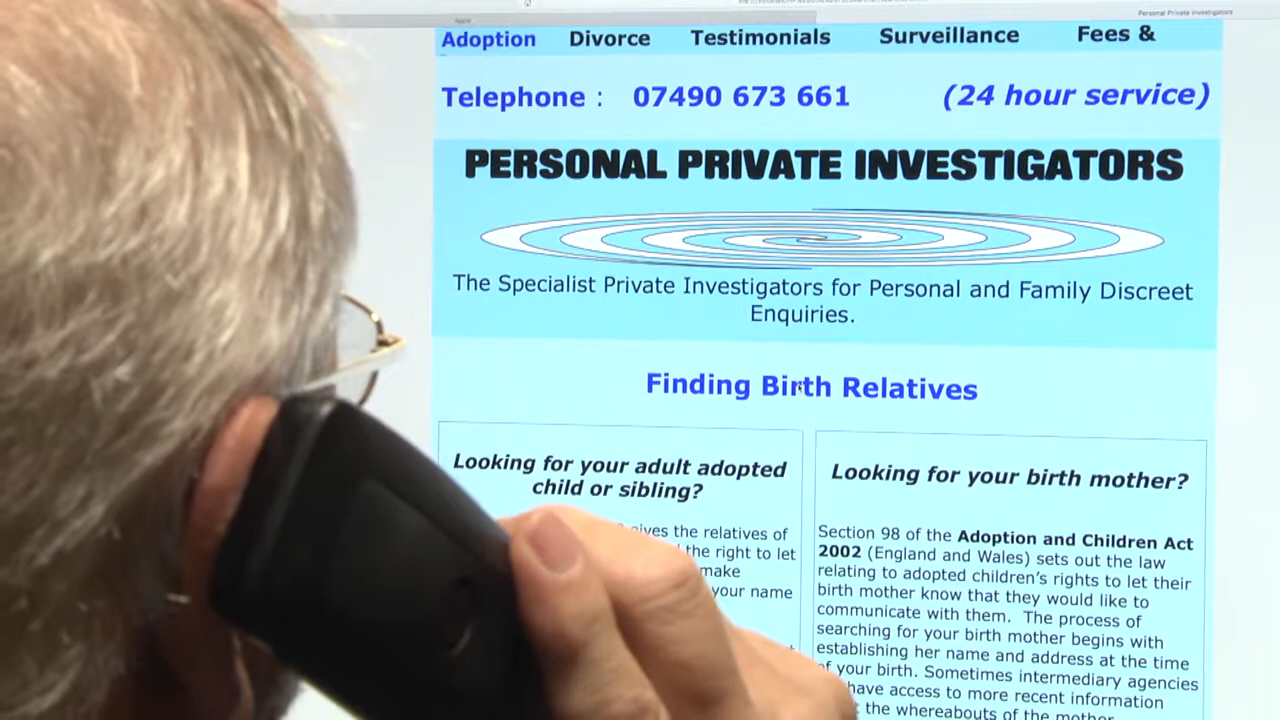 Personal Private Investigators
Apple
Adoption Divorce Testimonials Surveillance Fees &
Telephone : 07490 673 661 (24 hour service)
PERSONAL PRIVATE INVESTIGATORS
The Specialist Private Investigators for Personal and Family Discreet
Enquiries.
Finding Birth Relatives
Looking for your adult adopted
child or sibling?
gives the relatives of
the right to let
make
your name
Looking for your birth mother?
Section 98 of the Adoption and Children Act
2002 (England and Wales) sets out the law
relating to adopted children's rights to let their
birth mother know that they would like to
communicate with them. The process of
searching for your birth mother begins with
establishing her name and address at the time
of your birth. Sometimes intermediary agencies
have access to more recent information
the whereabouts of the mother